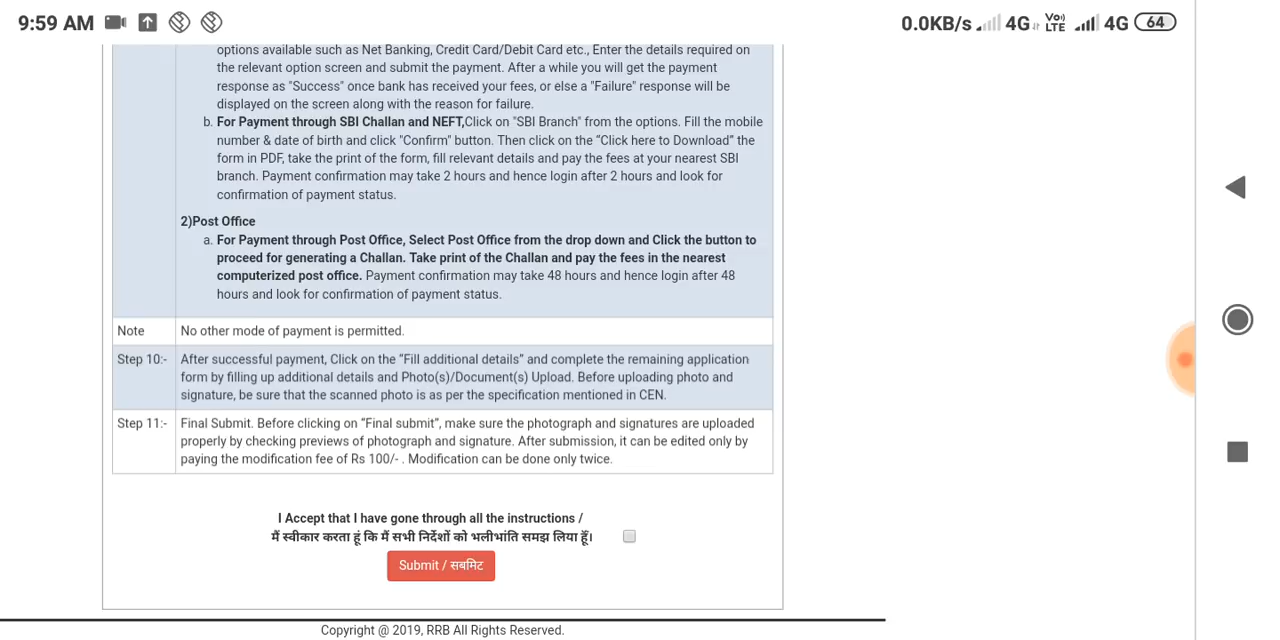 9:59 AM
0.0KB/s 4G Vo) LTE 4G 64
options available such as Net Banking, Credit Card/Debit Card etc., Enter the details required on
the relevant option screen and submit the payment. After a while you will get the payment
response as "Success" once bank has received your fees, or else a "Failure" response will be
displayed on the screen along with the reason for failure.
b. For Payment through SBI Challan and NEFT,Click on "SBI Branch" from the options. Fill the mobile
number & date of birth and click "Confirm" button. Then click on the “Click here to Download” the
form in PDF, take the print of the form, fill relevant details and pay the fees at your nearest SBI
branch. Payment confirmation may take 2 hours and hence login after 2 hours and look for
confirmation of payment status.
2)Post Office
a. For Payment through Post Office, Select Post Office from the drop down and Click the button to
proceed for generating a Challan. Take print of the Challan and pay the fees in the nearest
computerized post office. Payment confirmation may take 48 hours and hence login after 48
hours and look for confirmation of payment status.
Note No other mode of payment is permitted.
Step 10:- After successful payment, Click on the “Fill additional details” and complete the remaining application
form by filling up additional details and Photo(s)/Document(s) Upload. Before uploading photo and
signature, be sure that the scanned photo is as per the specification mentioned in CEN.
Step 11:- Final Submit. Before clicking on “Final submit”, make sure the photograph and signatures are uploaded
properly by checking previews of photograph and signature. After submission, it can be edited only by
paying the modification fee of Rs 100/- . Modification can be done only twice.
I Accept that I have gone through all the instructions /
मैं स्वीकार करता हूं कि मैं सभी निर्देशों को भलीभांति समझ लिया हूँ।
Submit / सबमिट
Copyright @ 2019, RRB All Rights Reserved.